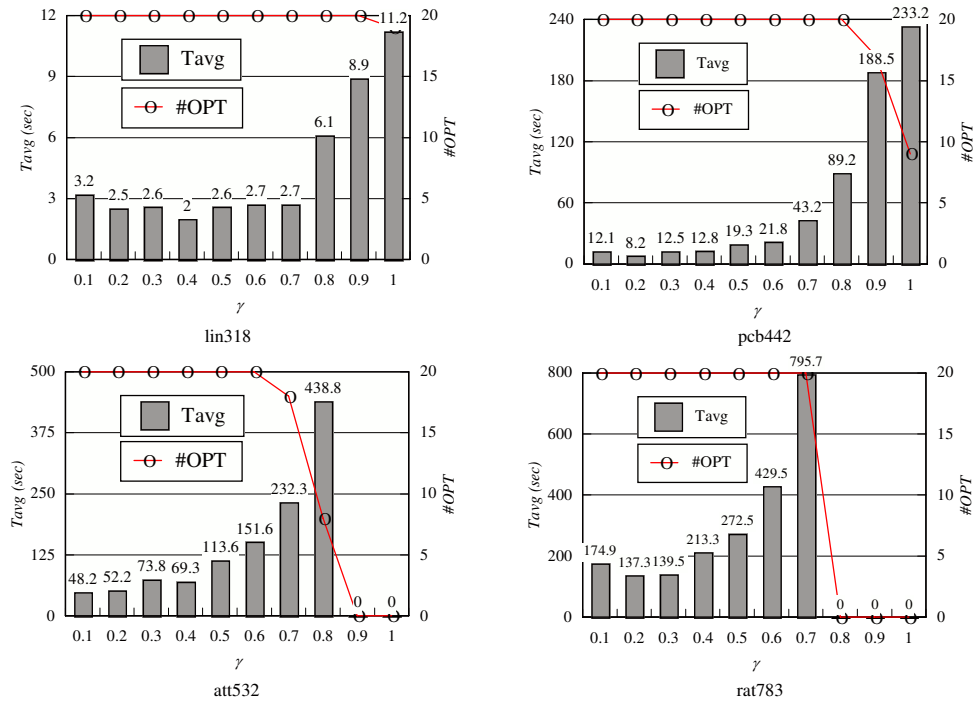 12
9
6
3
0
Tavg (sec)
20
15
10
5
0
#OPT
Tavg
#OPT
3.2
2.5
2.6
2
2.6
2.7
2.7
6.1
8.9
11.2
0.1 0.2 0.3 0.4 0.5 0.6 0.7 0.8 0.9 1
γ
lin318
240
180
120
60
0
Tavg (sec)
20
15
10
5
0
#OPT
Tavg
#OPT
12.1
8.2
12.5
12.8
19.3
21.8
43.2
89.2
188.5
233.2
0.1 0.2 0.3 0.4 0.5 0.6 0.7 0.8 0.9 1
γ
pcb442
500
375
250
125
0
Tavg (sec)
20
15
10
5
0
#OPT
Tavg
#OPT
48.2
52.2
73.8
69.3
113.6
151.6
232.3
438.8
0
0
0.1 0.2 0.3 0.4 0.5 0.6 0.7 0.8 0.9 1
γ
att532
800
600
400
200
0
Tavg (sec)
20
15
10
5
0
#OPT
Tavg
#OPT
174.9
137.3
139.5
213.3
272.5
429.5
795.7
0
0
0
0.1 0.2 0.3 0.4 0.5 0.6 0.7 0.8 0.9 1
γ
rat783